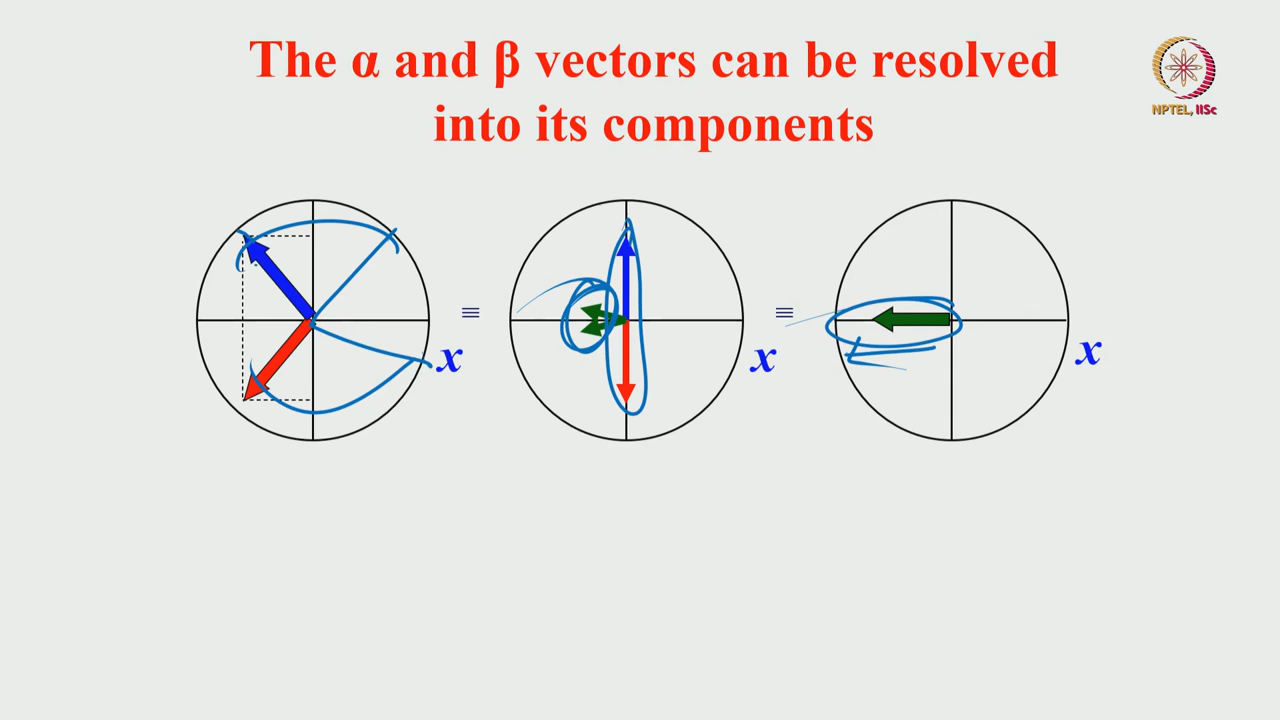 The α and β vectors can be resolved
into its components
NPTEL, IISc
≡ ≡
x x x